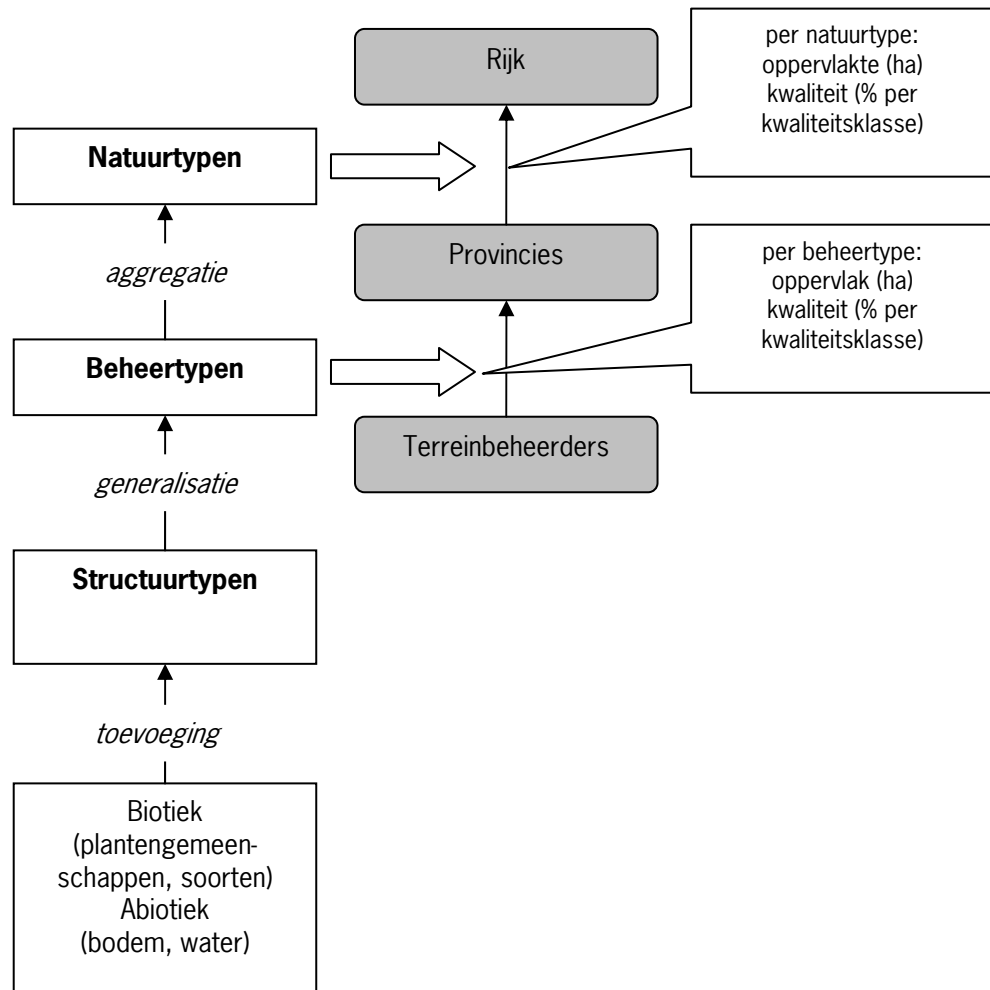 Rijk
per natuurtype:
oppervlakte (ha)
kwaliteit (% per
kwaliteitsklasse)
Natuurtypen
aggregatie
Provincies
per beheertype:
oppervlak (ha)
kwaliteit (% per
kwaliteitsklasse)
Beheertypen
generalisatie
Terreinbeheerders
Structuurtypen
toevoeging
Biotiek
(plantengemeen-
schappen, soorten)
Abiotiek
(bodem, water)